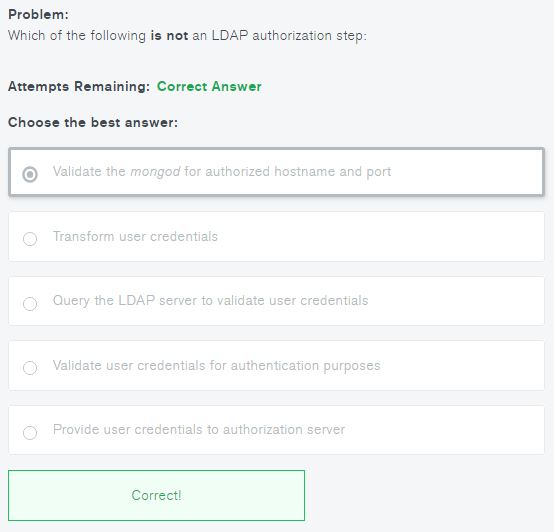 Problem:
Which of the following is not an LDAP authorization step:
Attempts Remaining: Correct Answer
Choose the best answer:
Validate the mongod for authorized hostname and port
Transform user credentials
Query the LDAP server to validate user credentials
Validate user credentials for authentication purposes
Provide user credentials to authorization server
Correct!